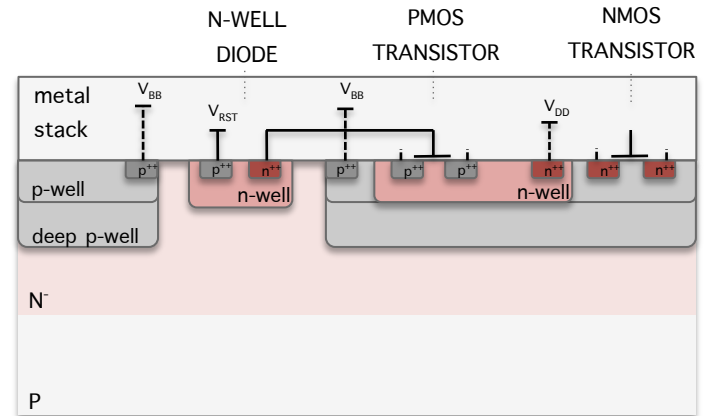 N-WELL
DIODE
PMOS
TRANSISTOR
NMOS
TRANSISTOR
metal
stack
V_BB
V_RST
V_BB
V_DD
p++
p++
n++
p++
p++
p++
n++
n++
n++
p-well
n-well
n-well
deep p-well
N-
P